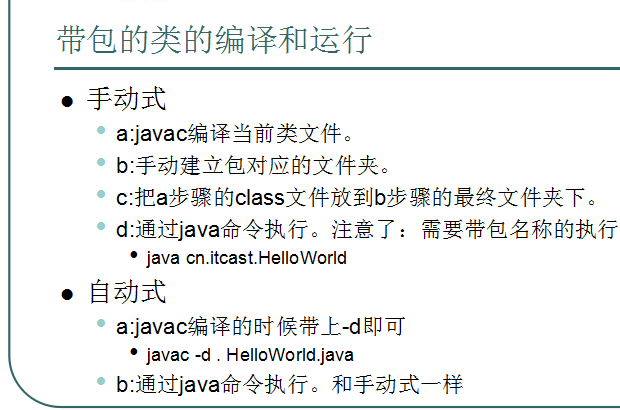 带包的类的编译和运行
手动式
a:javac编译当前类文件。
b:手动建立包对应的文件夹。
c:把a步骤的class文件放到b步骤的最终文件夹下。
d:通过java命令执行。注意了：需要带包名称的执行
java cn.itcast.HelloWorld
自动式
a:javac编译的时候带上-d即可
javac -d . HelloWorld.java
b:通过java命令执行。和手动式一样